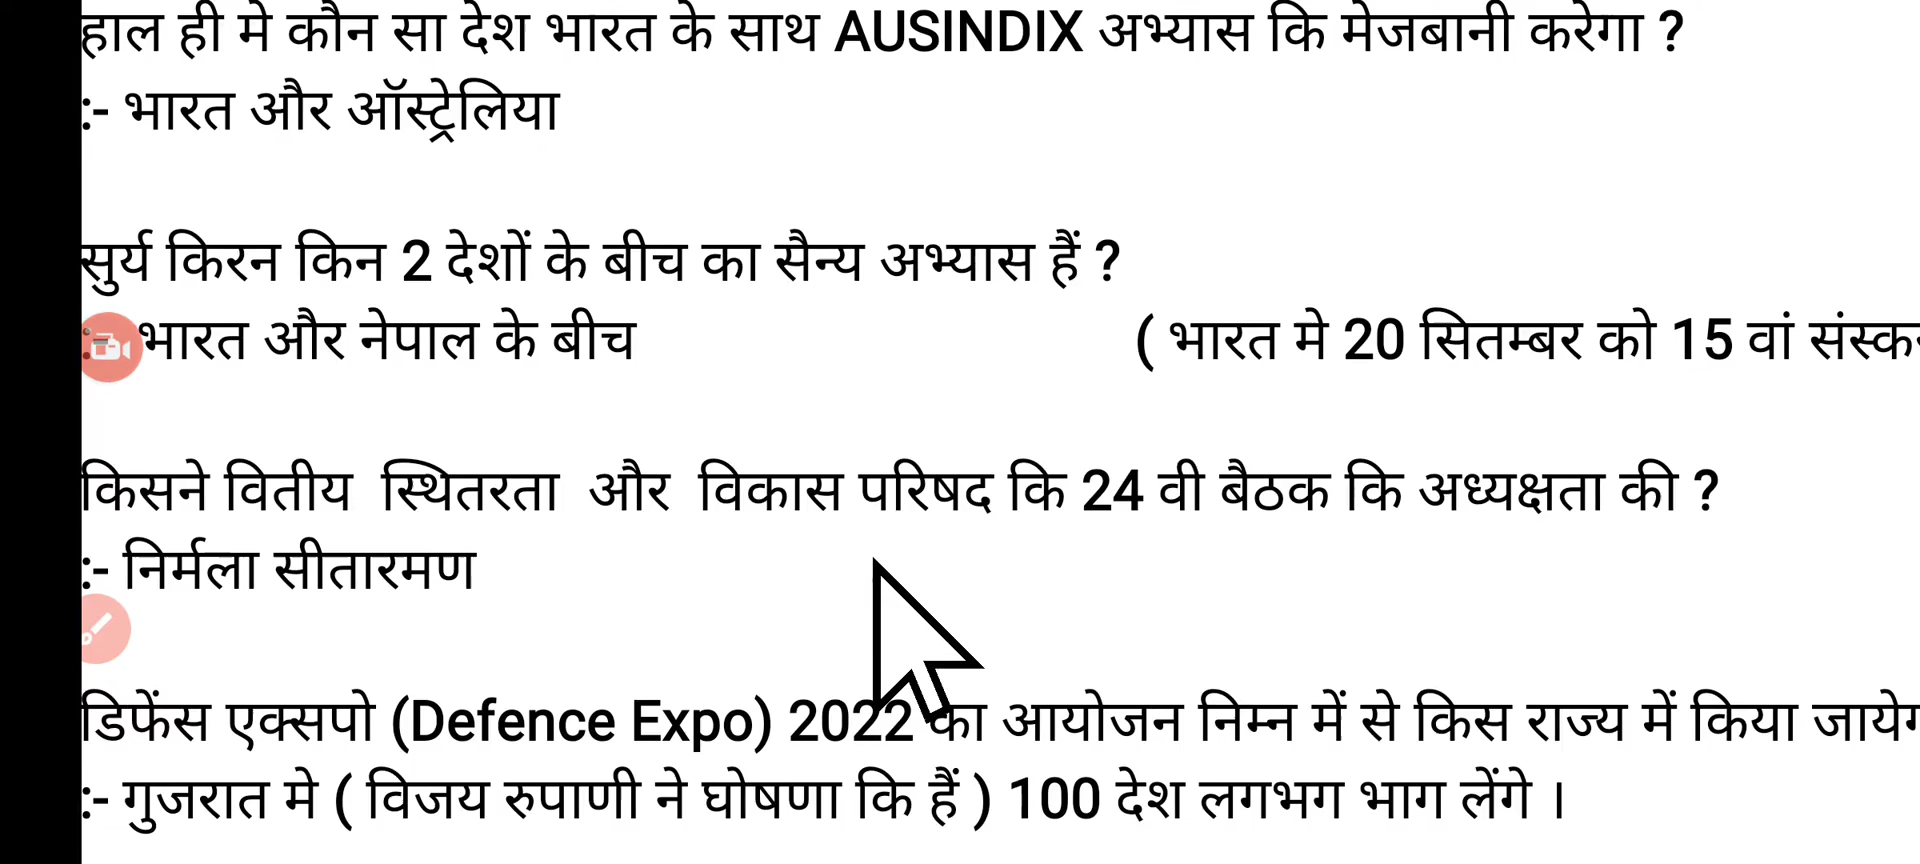 हाल ही मे कौन सा देश भारत के साथ AUSINDIX अभ्यास कि मेजबानी करेगा ?
:- भारत और ऑस्ट्रेलिया
सुर्य किरन किन 2 देशों के बीच का सैन्य अभ्यास हैं ?
भारत और नेपाल के बीच ( भारत मे 20 सितम्बर को 15 वां
किसने वितीय स्थितरता और विकास परिषद कि 24 वी बैठक कि अध्यक्षता की ?
:- निर्मला सीतारमण
डिफेंस एक्सपो (Defence Expo) 2022 का आयोजन निम्न में से किस राज्य में किया
:- गुजरात मे ( विजय रुपाणी ने घोषणा कि हैं ) 100 देश लगभग भाग लेंगे ।